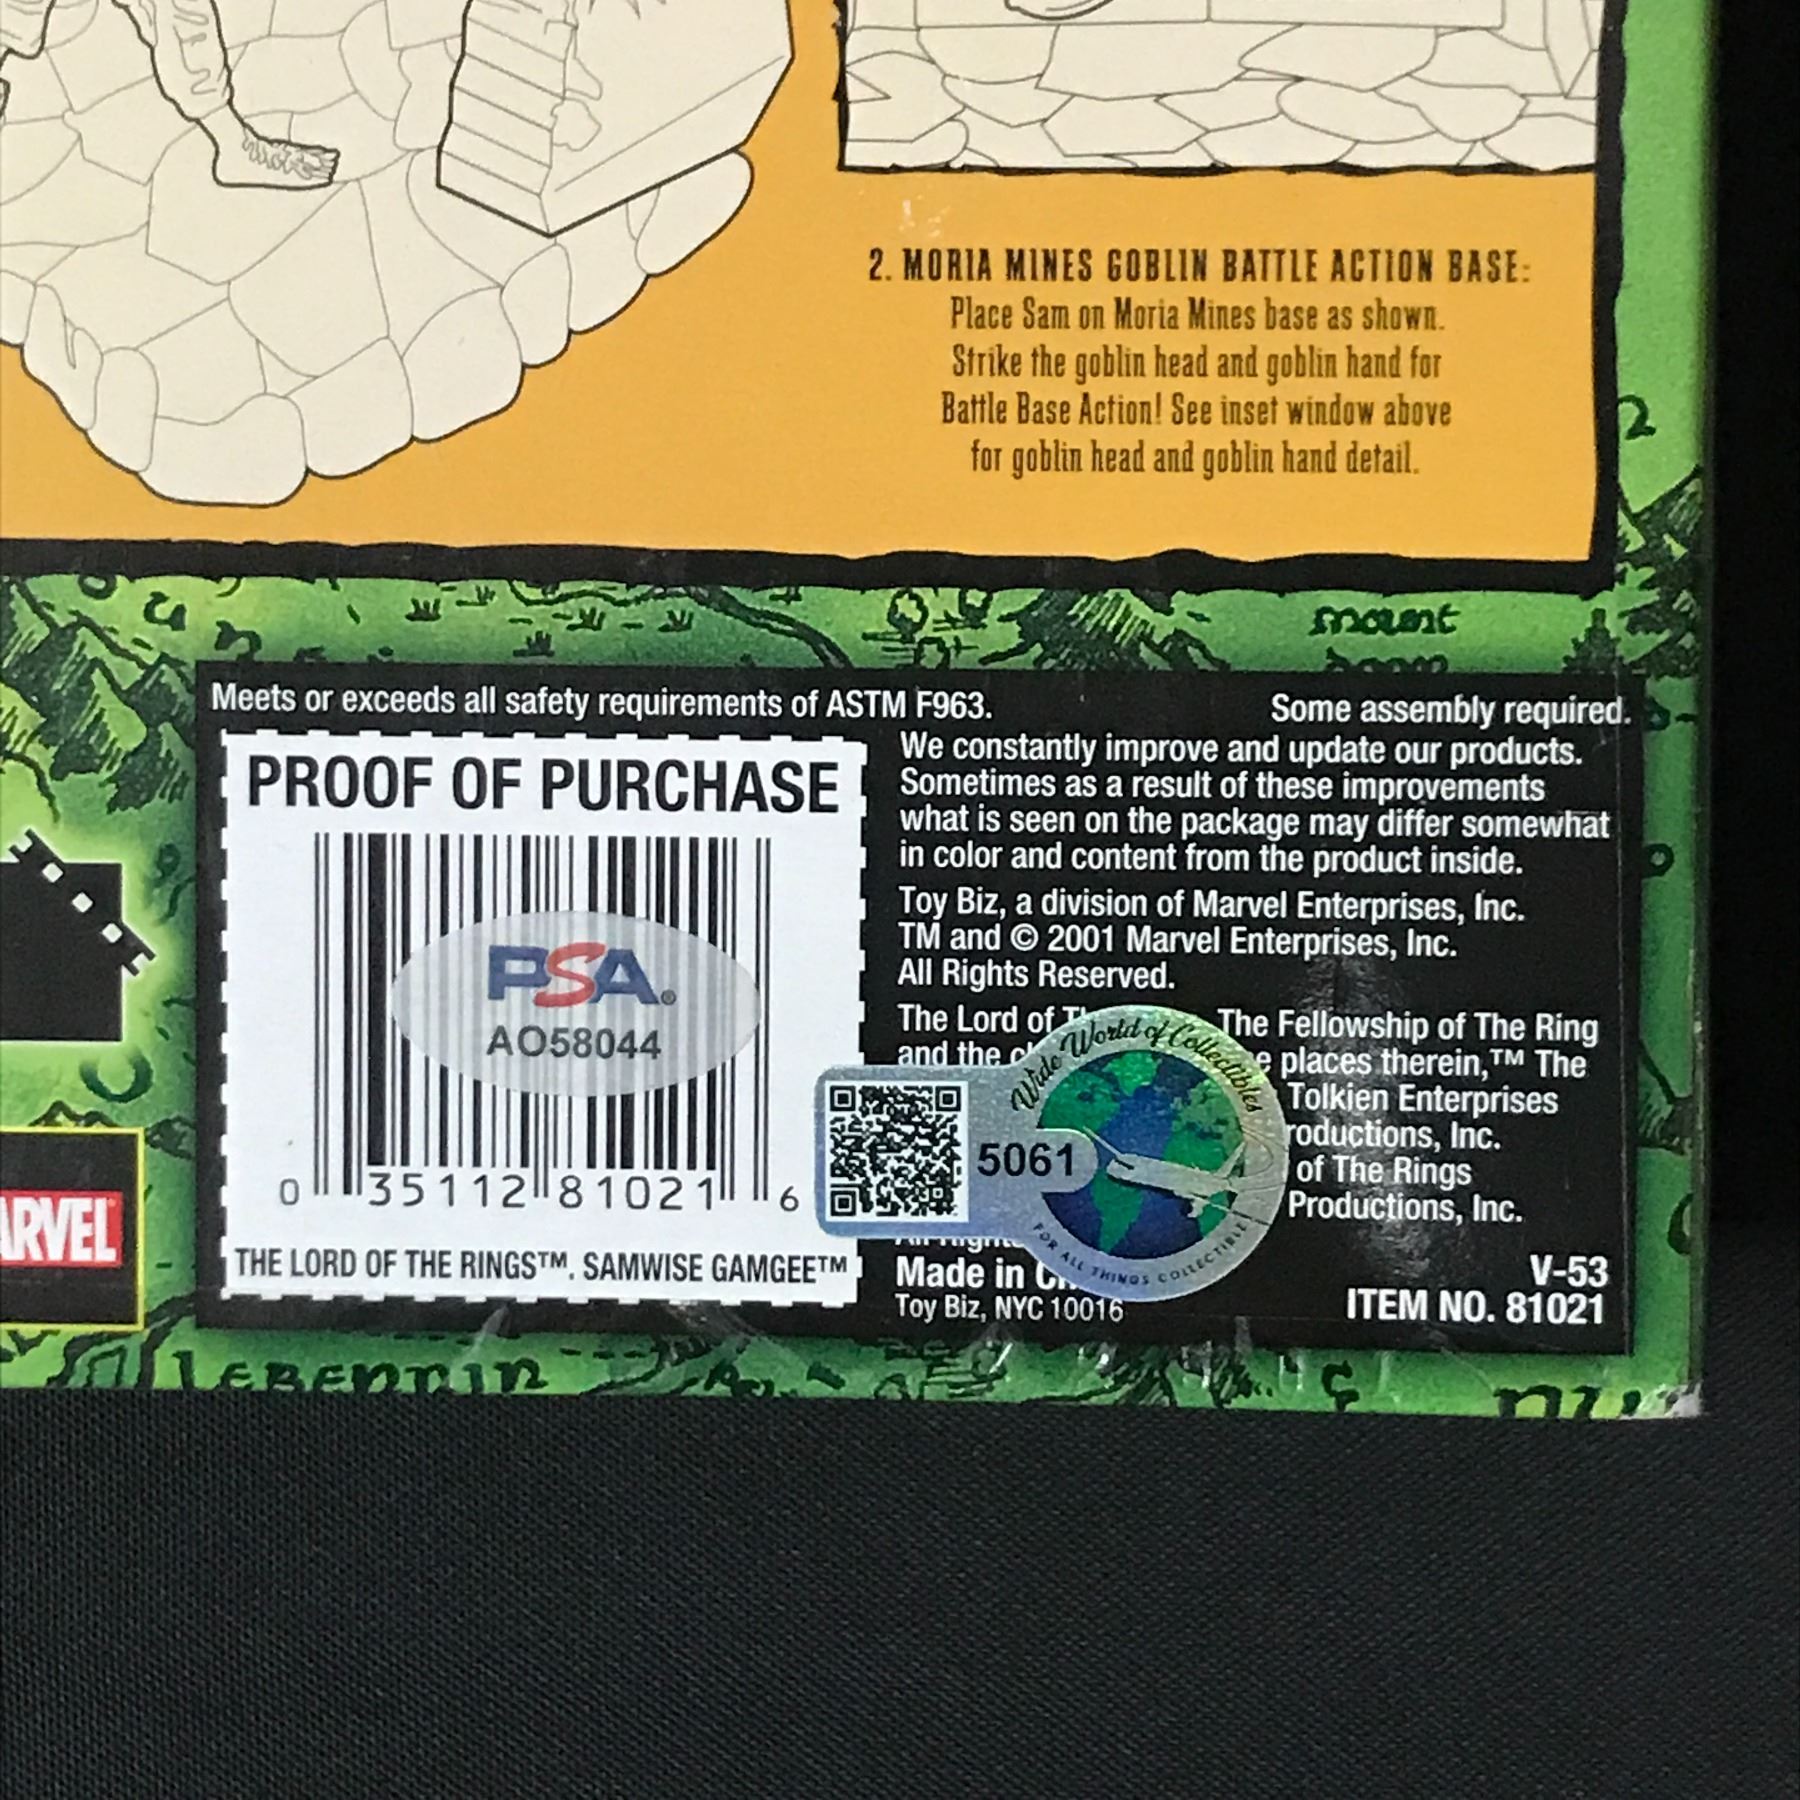 2. MORIA MINES GOBLIN BATTLE ACTION BASE:
Place Sam on Moria Mines base as shown.
Strike the goblin head and goblin hand for
Battle Base Action! See inset window above
for goblin head and goblin hand detail.
mount
doom
Meets or exceeds all safety requirements of ASTM F963.
Some assembly required.
PROOF OF PURCHASE
PSA®
AO58044
0 35112 81021 6
THE LORD OF THE RINGS™. SAMWISE GAMGEE™
We constantly improve and update our products.
Sometimes as a result of these improvements
what is seen on the package may differ somewhat
in color and content from the product inside.
Toy Biz, a division of Marvel Enterprises, Inc.
TM and © 2001 Marvel Enterprises, Inc.
All Rights Reserved.
The Lord of The Fellowship of The Ring
and the places therein,™ The
Tolkien Enterprises
Inc.
of The Rings
Productions, Inc.
Wide World of Collectibles
5061
FOR ALL THINGS COLLECTIBLE
Made in
Toy Biz, NYC 10016
V-53
ITEM NO. 81021
LEBENNIN